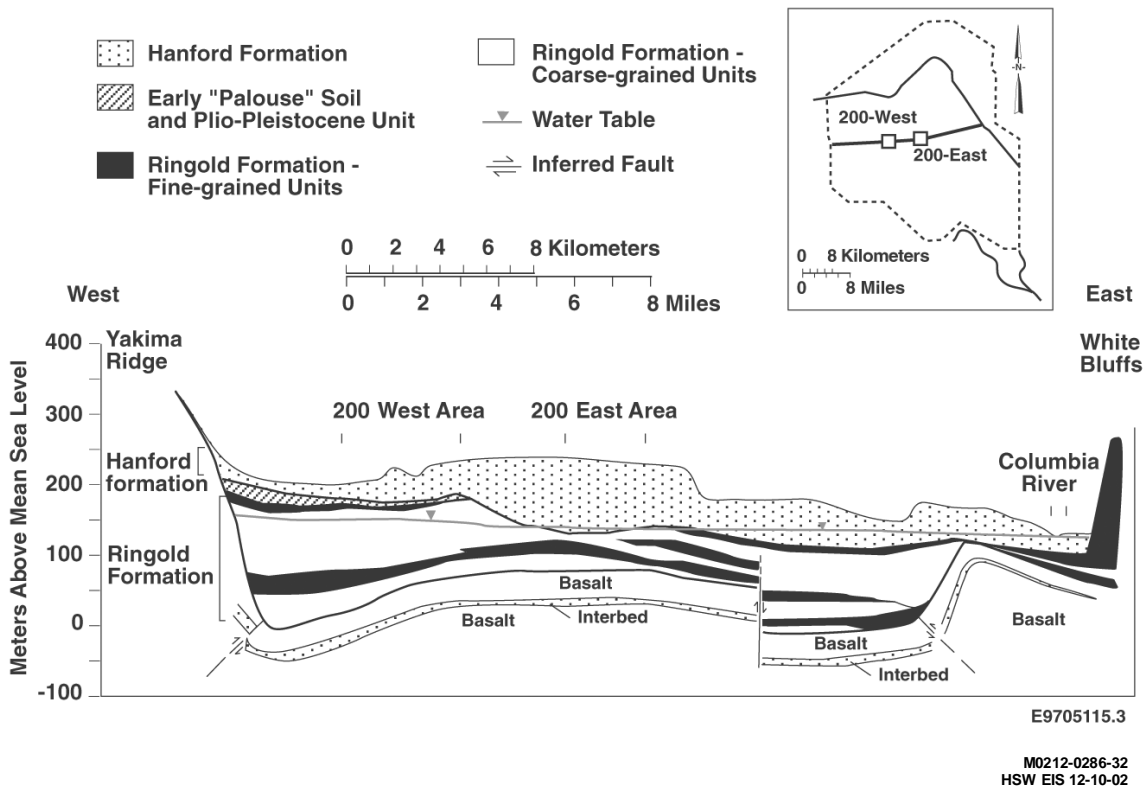 Hanford Formation
Early "Palouse" Soil
and Plio-Pleistocene Unit
Ringold Formation -
Fine-grained Units
Ringold Formation -
Coarse-grained Units
Water Table
Inferred Fault
-N-
200-West
200-East
0 8 Kilometers
0 8 Miles
0 2 4 6 8 Kilometers
0 2 4 6 8 Miles
West
East
Yakima
Ridge
White
Bluffs
Meters Above Mean Sea Level
400
300
200
100
0
-100
200 West Area
200 East Area
Hanford
formation
Ringold
Formation
Columbia
River
Basalt
Basalt
Interbed
Basalt
Interbed
Basalt
E9705115.3
M0212-0286-32
HSW EIS 12-10-02